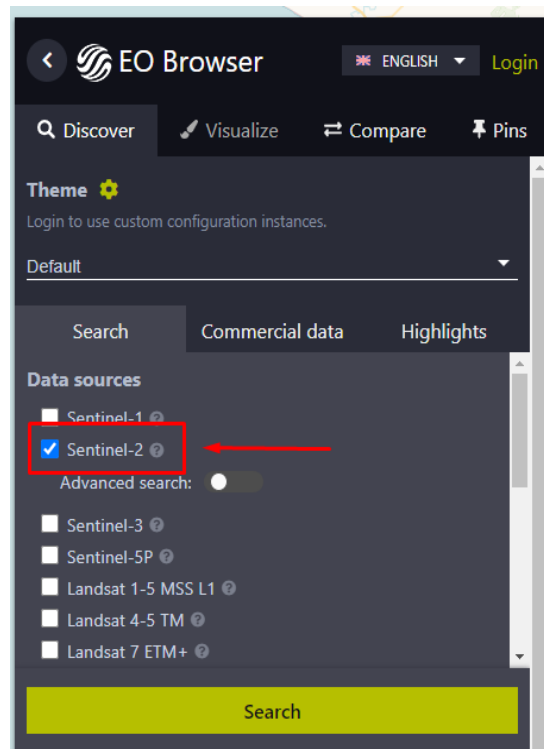 EO Browser ENGLISH Login
Discover Visualize Compare Pins
Theme
Login to use custom configuration instances.
Default
Search Commercial data Highlights
Data sources
Sentinel-1
Sentinel-2
Advanced search:
Sentinel-3
Sentinel-5P
Landsat 1-5 MSS L1
Landsat 4-5 TM
Landsat 7 ETM+
Search